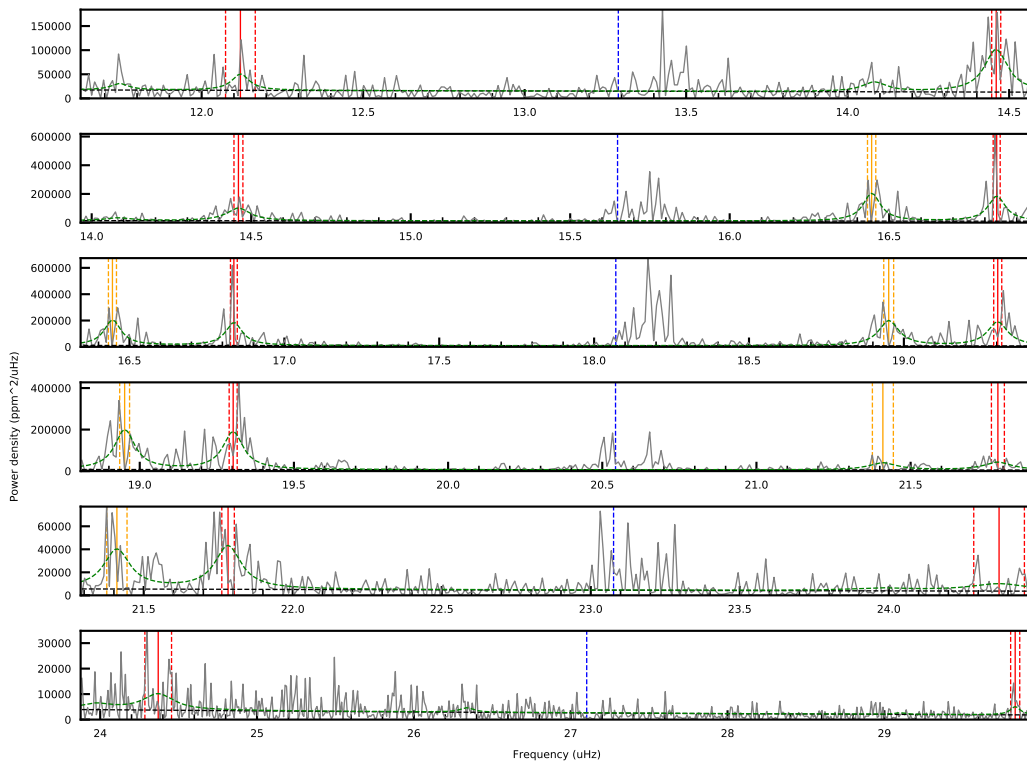 150000
100000
50000
0
12.0 12.5 13.0 13.5 14.0 14.5
600000
400000
200000
0
14.0 14.5 15.0 15.5 16.0 16.5
600000
400000
200000
0
16.5 17.0 17.5 18.0 18.5 19.0
Power density (ppm^2/uHz)
400000
200000
0
19.0 19.5 20.0 20.5 21.0 21.5
60000
40000
20000
0
21.5 22.0 22.5 23.0 23.5 24.0
30000
20000
10000
0
24 25 26 27 28 29
Frequency (uHz)